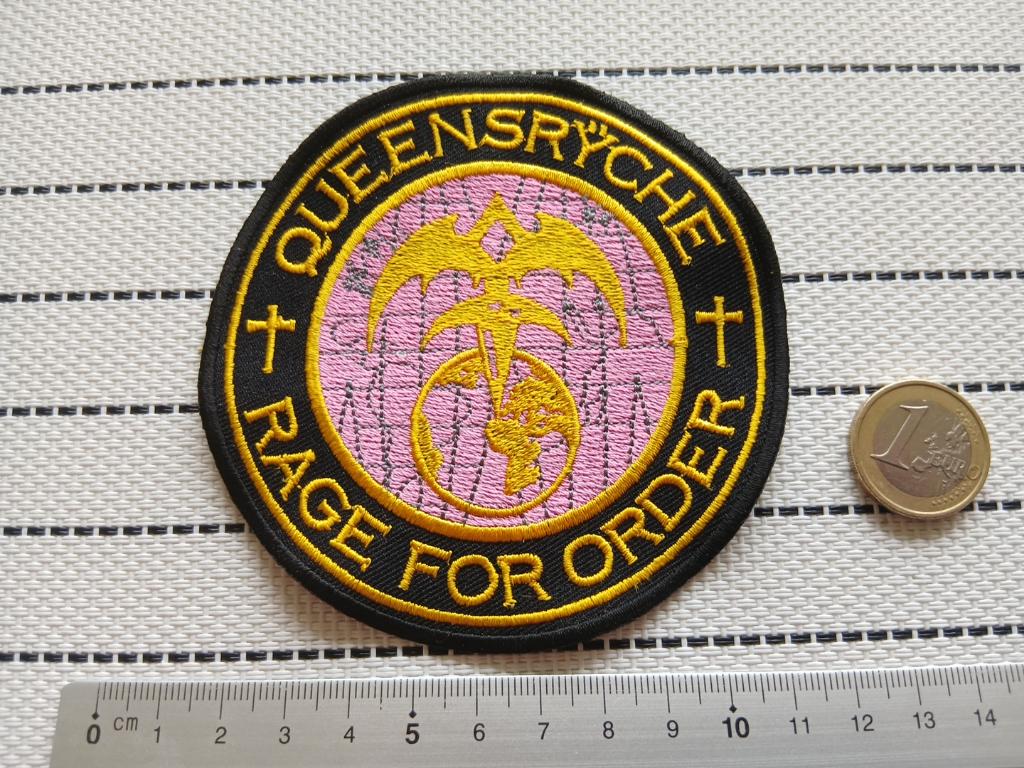 QUEENSRŸCHE
RAGE FOR ORDER
1 EURO
0 cm 1 2 3 4 5 6 7 8 9 10 11 12 13 14